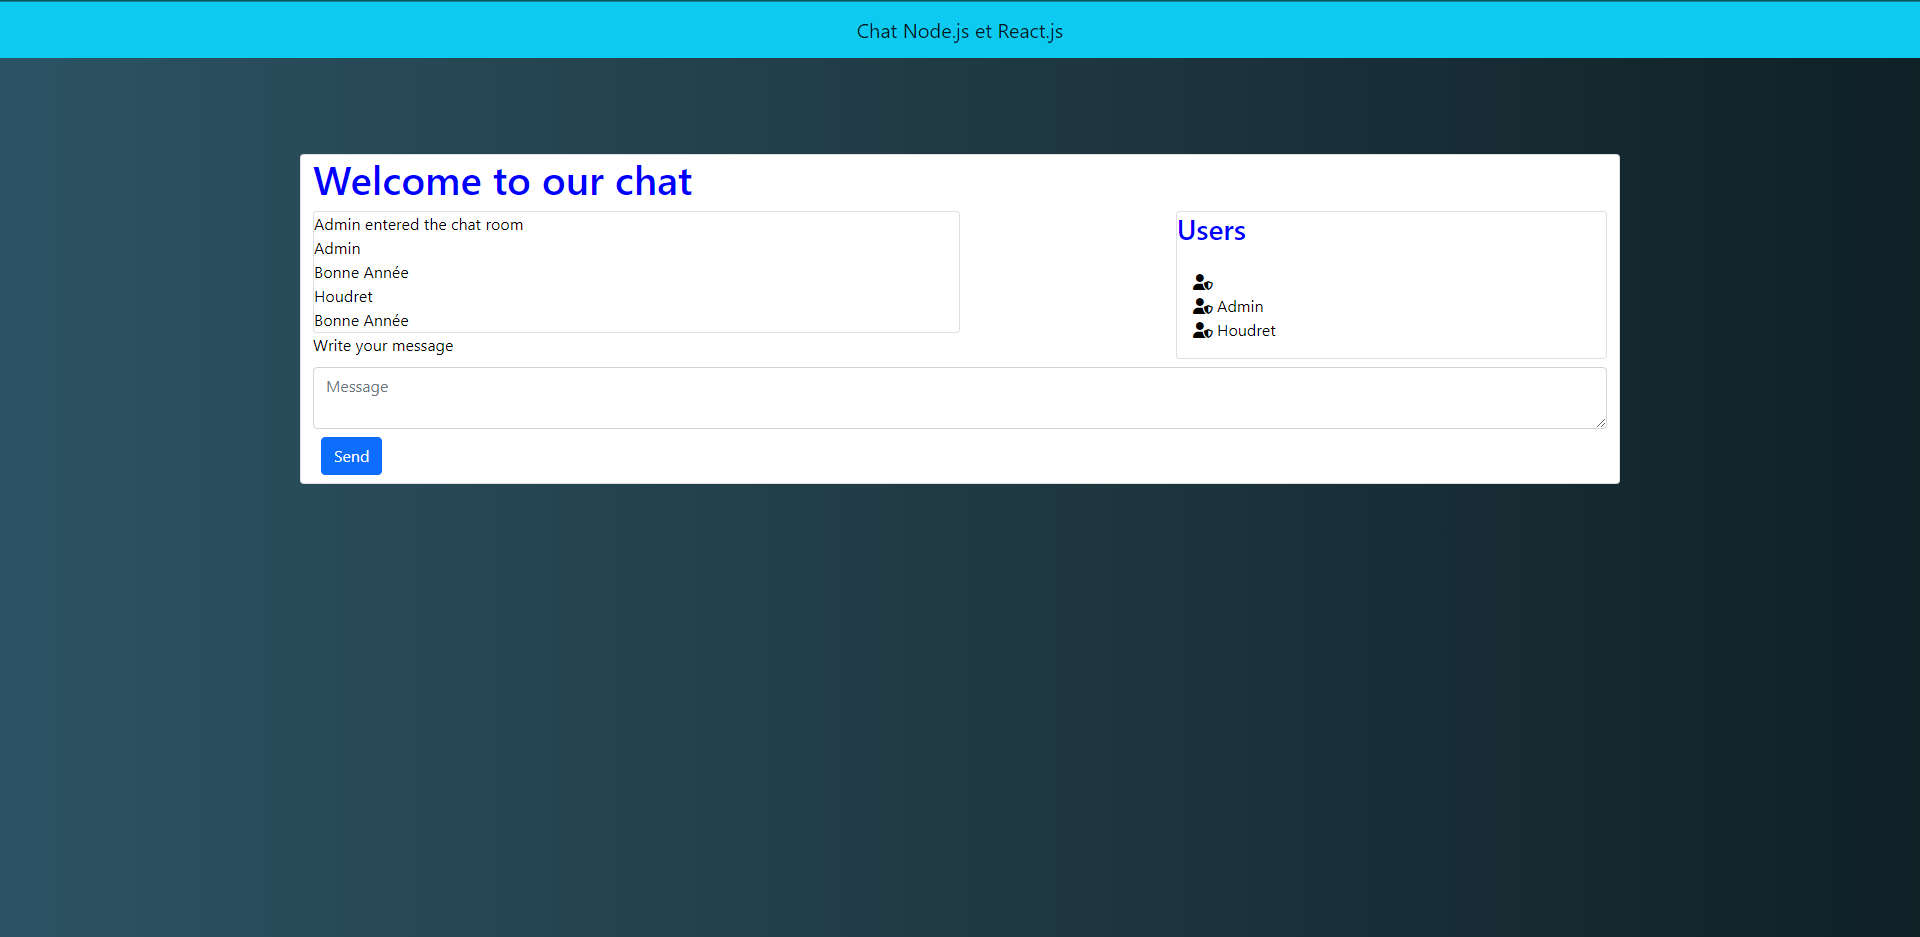 Chat Node.js et React.js
Welcome to our chat
Admin entered the chat room
Admin
Bonne Année
Houdret
Bonne Année
Write your message
Users
Admin
Houdret
Message
Send